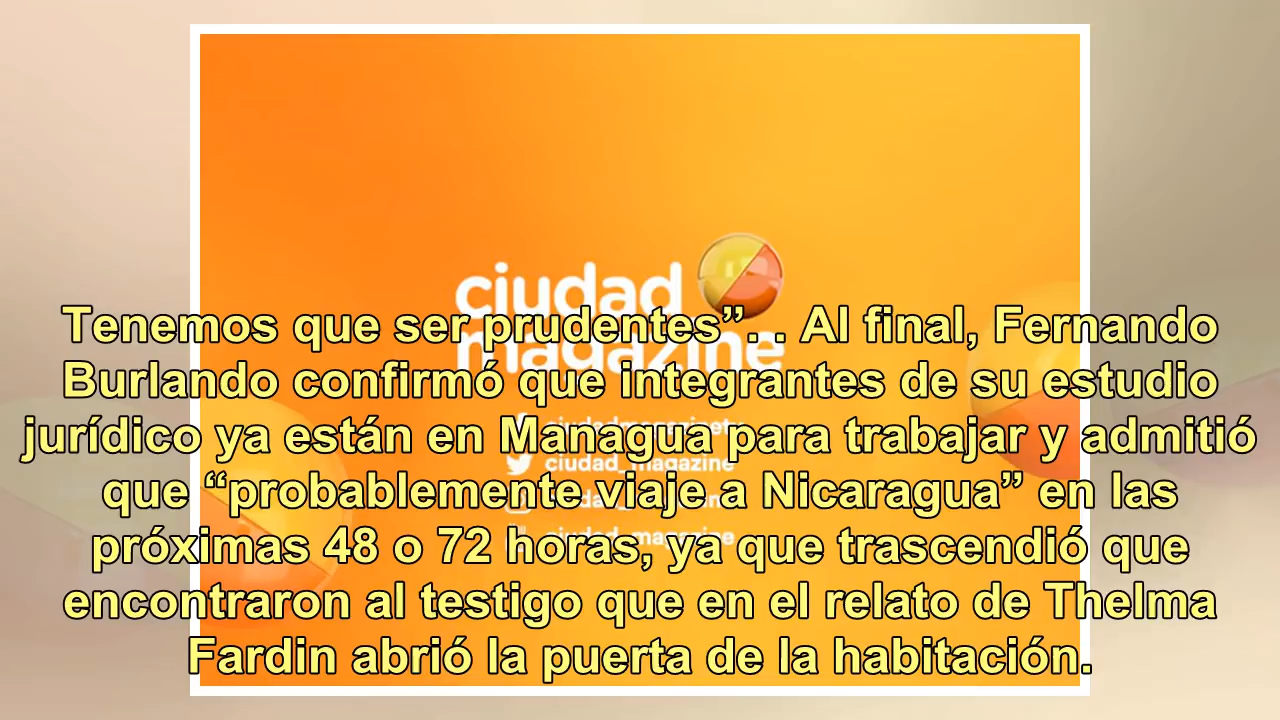 ciudad
magazine
Tenemos que ser prudentes”. . Al final, Fernando
Burlando confirmó que integrantes de su estudio
jurídico ya están en Managua para trabajar y admitió
que “probablemente viaje a Nicaragua” en las
próximas 48 o 72 horas, ya que trascendió que
encontraron al testigo que en el relato de Thelma
Fardin abrió la puerta de la habitación.
ciudad_magazine
ciudad_magazine